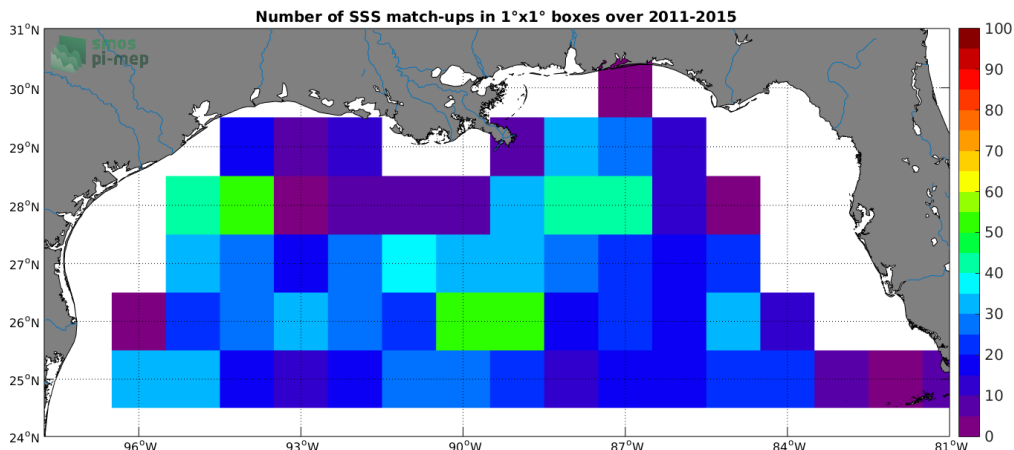 Number of SSS match-ups in 1°x1° boxes over 2011-2015
smos
pi-mep
31°N
30°N
29°N
28°N
27°N
26°N
25°N
24°N
96°W 93°W 90°W 87°W 84°W 81°W
100
90
80
70
60
50
40
30
20
10
0